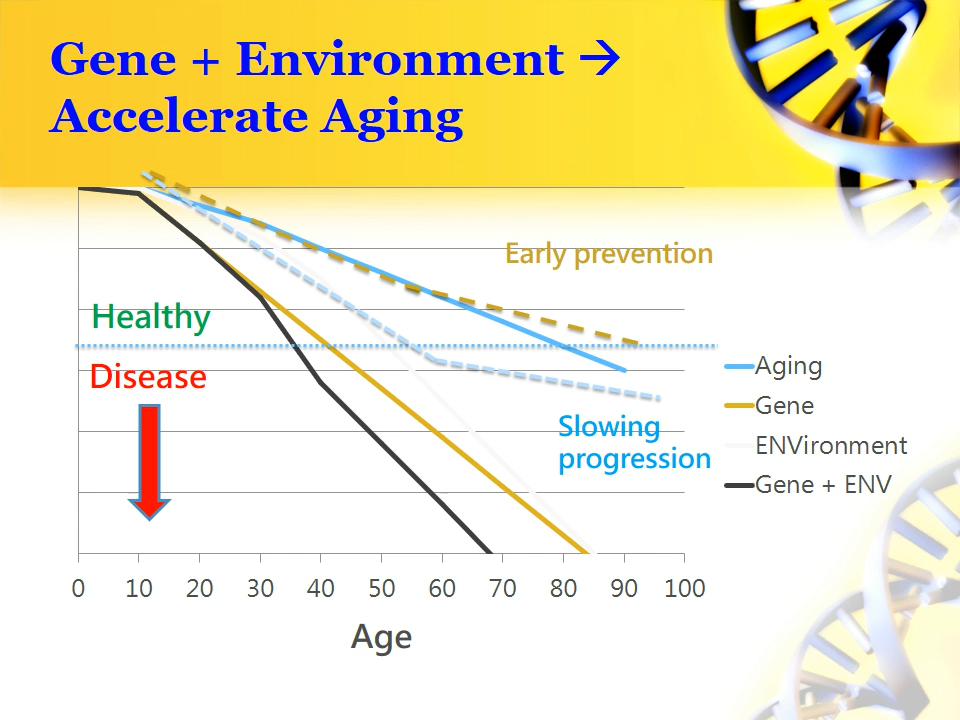 Gene + Environment →
Accelerate Aging
Early prevention
Healthy
Disease
Slowing
progression
Aging
Gene
ENVironment
Gene + ENV
0 10 20 30 40 50 60 70 80 90 100
Age